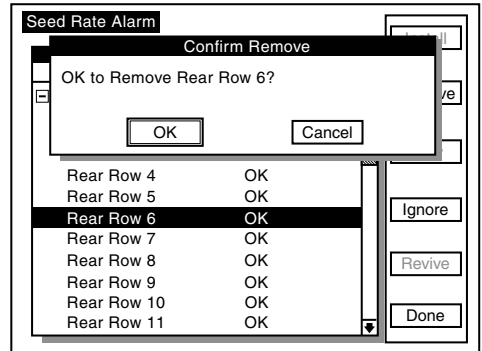 Seed Rate Alarm
Confirm Remove
OK to Remove Rear Row 6?
OK Cancel
Rear Row 4 OK
Rear Row 5 OK
Rear Row 6 OK
Rear Row 7 OK
Rear Row 8 OK
Rear Row 9 OK
Rear Row 10 OK
Rear Row 11 OK
Ignore
Revive
Done